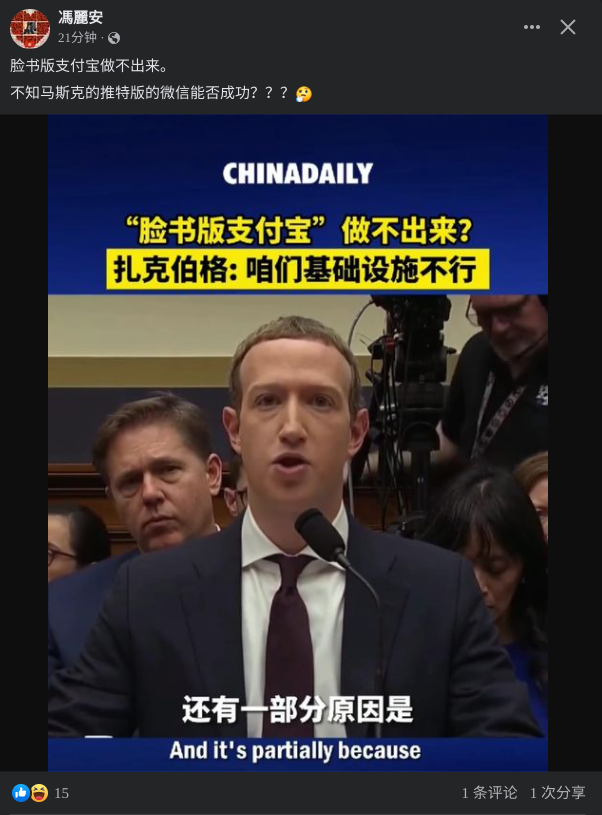 馮麗安
21分钟 ·
脸书版支付宝做不出来。
不知马斯克的推特版的微信能否成功？？？
CHINADAILY
“脸书版支付宝”做不出来?
扎克伯格: 咱们基础设施不行
还有一部分原因是
And it's partially because
15
1 条评论 1 次分享